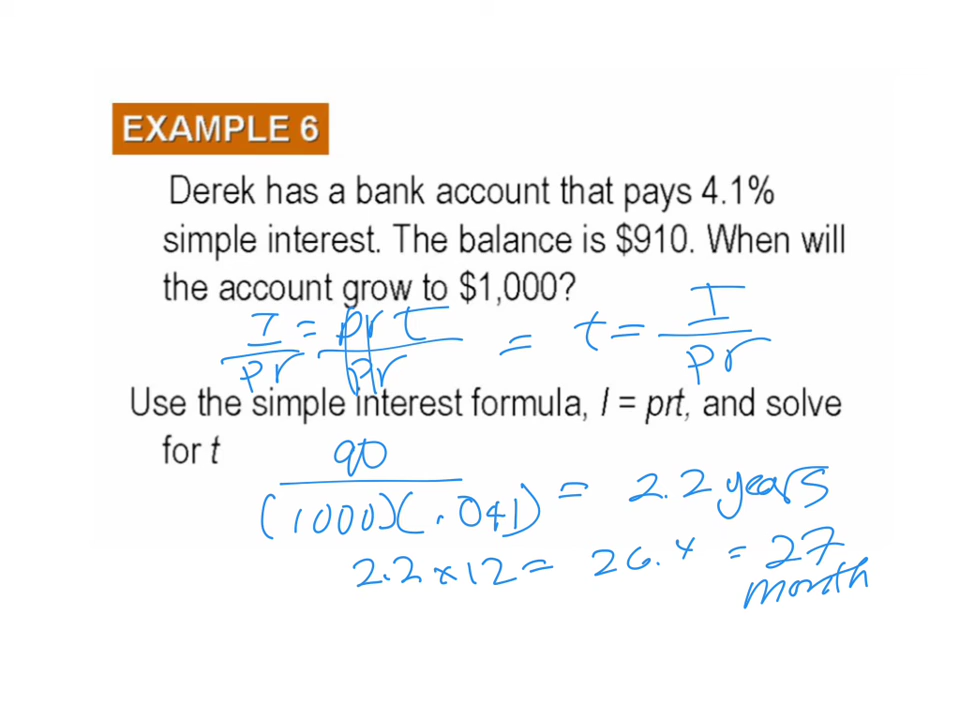 EXAMPLE 6
Derek has a bank account that pays 4.1%
simple interest. The balance is $910. When will
the account grow to $1,000?
I/pr = prt/pr = t = I/pr
Use the simple interest formula, I = prt, and solve
for t
90/(1000)(.041) = 2.2 years
2.2 x 12 = 26.4 = 27
month